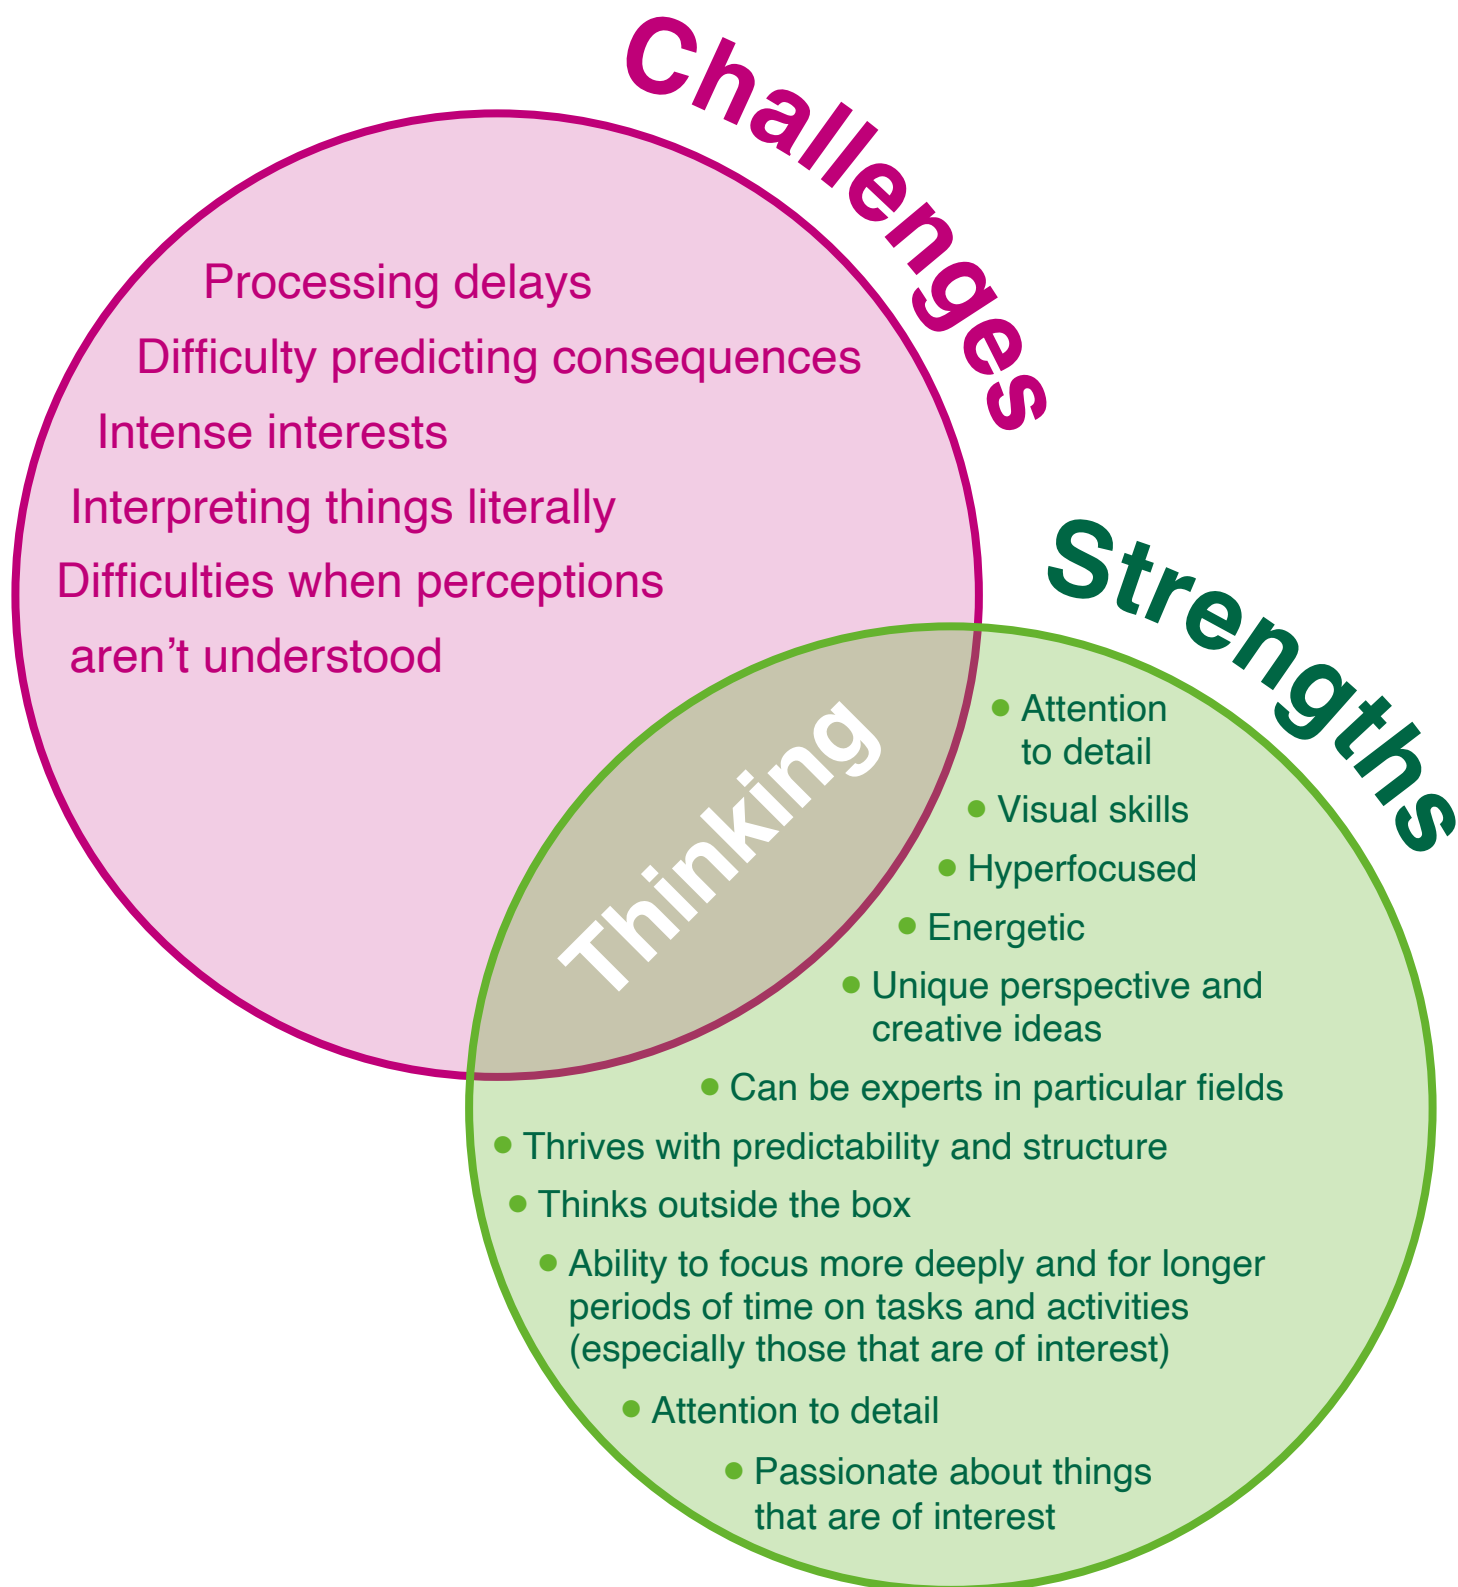 Challenges
Processing delays
Difficulty predicting consequences
Intense interests
Interpreting things literally
Difficulties when perceptions
aren’t understood
Strengths
Thinking
• Attention
to detail
• Visual skills
• Hyperfocused
• Energetic
• Unique perspective and
creative ideas
• Can be experts in particular fields
• Thrives with predictability and structure
• Thinks outside the box
• Ability to focus more deeply and for longer
periods of time on tasks and activities
(especially those that are of interest)
• Attention to detail
• Passionate about things
that are of interest